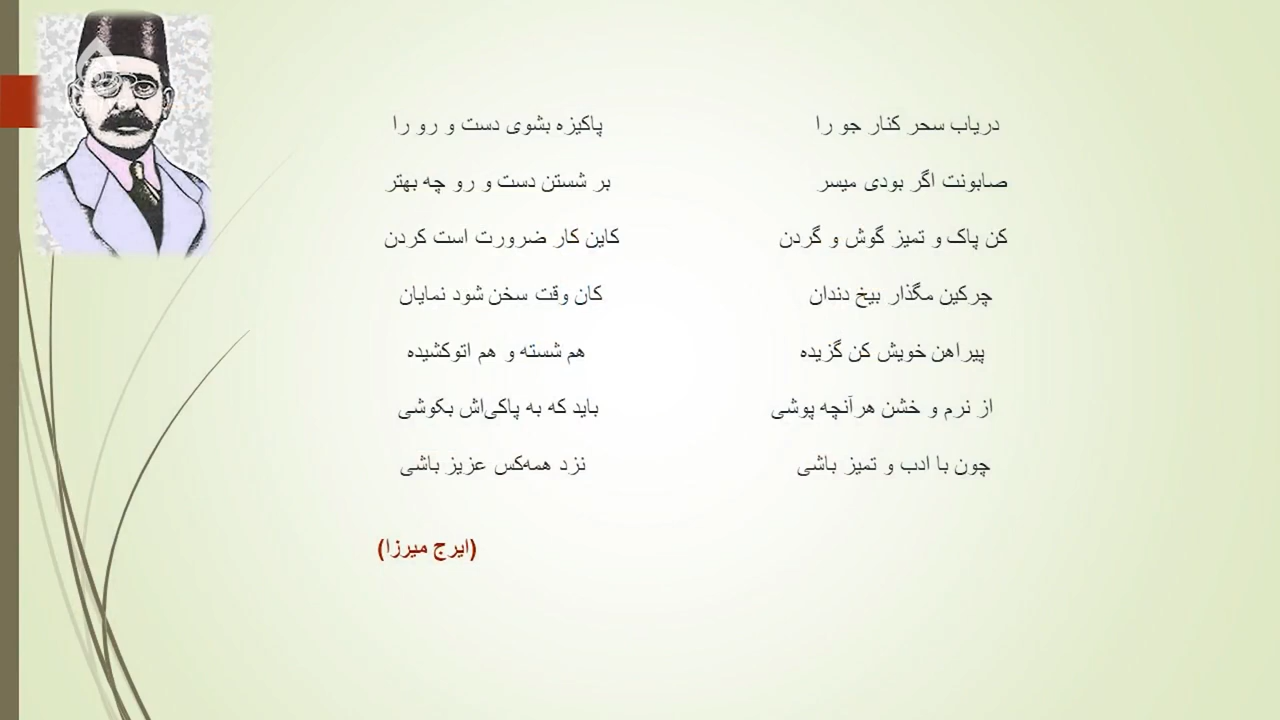 دریاب سحر کنار جو را پاکیزه بشوی دست و رو را
صابونت اگر بودی میسر بر شستن دست و رو چه بهتر
کن پاک و تمیز گوش و گردن کاین کار ضرورت است کردن
چرکین مگذار بیخ دندان کان وقت سخن شود نمایان
پیراهن خویش کن گزیده هم شسته و هم اتوکشیده
از نرم و خشن هرآنچه پوشی باید که به پاکی‌اش بکوشی
چون با ادب و تمیز باشی نزد همه‌کس عزیز باشی
(ایرج میرزا)